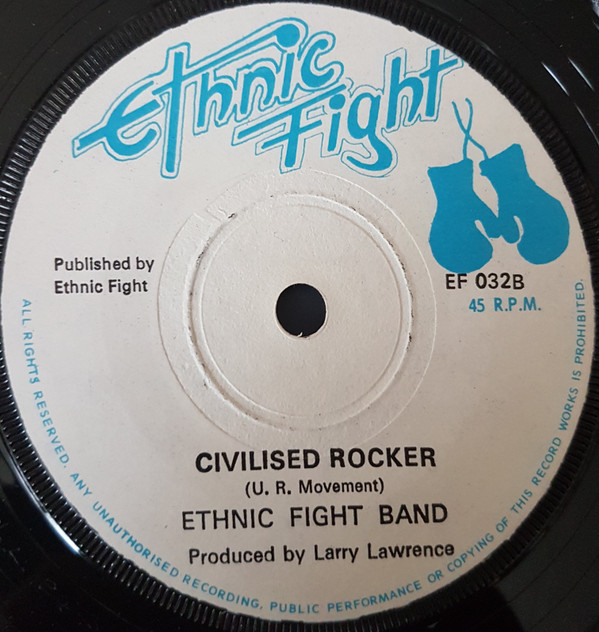 Ethnic
Fight
Published by
Ethnic Fight
EF 032B
45 R.P.M.
CIVILISED ROCKER
(U. R. Movement)
ETHNIC FIGHT BAND
Produced by Larry Lawrence
ALL RIGHTS RESERVED. ANY UNAUTHORISED RECORDING, PUBLIC PERFORMANCE OR COPYING OF THIS RECORD WORKS IS PROHIBITED.